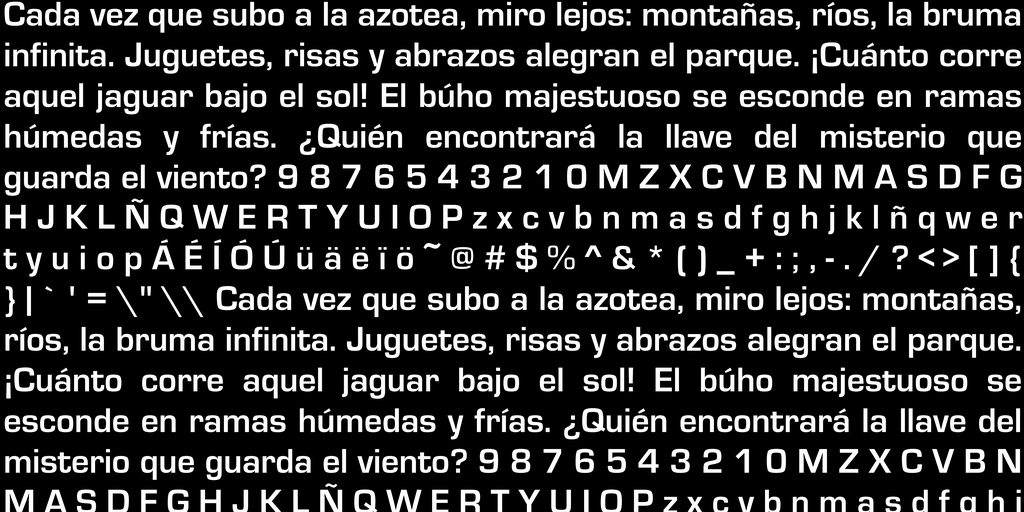 Cada vez que subo a la azotea, miro lejos: montañas, ríos, la bruma
infinita. Juguetes, risas y abrazos alegran el parque. ¡Cuánto corre
aquel jaguar bajo el sol! El búho majestuoso se esconde en ramas
húmedas y frías. ¿Quién encontrará la llave del misterio que
guarda el viento? 9 8 7 6 5 4 3 2 1 0 M Z X C V B N M A S D F G
H J K L Ñ Q W E R T Y U I O P z x c v b n m a s d f g h j k l ñ q w e r
t y u i o p Á É Í Ó Ú ü ä ë ï ö ~ @ # $ % ^ & * ( ) _ + : ; , - . / ? < > [ ] {
} | ` ' = \ " \ \ Cada vez que subo a la azotea, miro lejos: montañas,
ríos, la bruma infinita. Juguetes, risas y abrazos alegran el parque.
¡Cuánto corre aquel jaguar bajo el sol! El búho majestuoso se
esconde en ramas húmedas y frías. ¿Quién encontrará la llave del
misterio que guarda el viento? 9 8 7 6 5 4 3 2 1 0 M Z X C V B N
M A S D F G H J K L Ñ Q W E R T Y U I O P z x c v b n m a s d f g h j